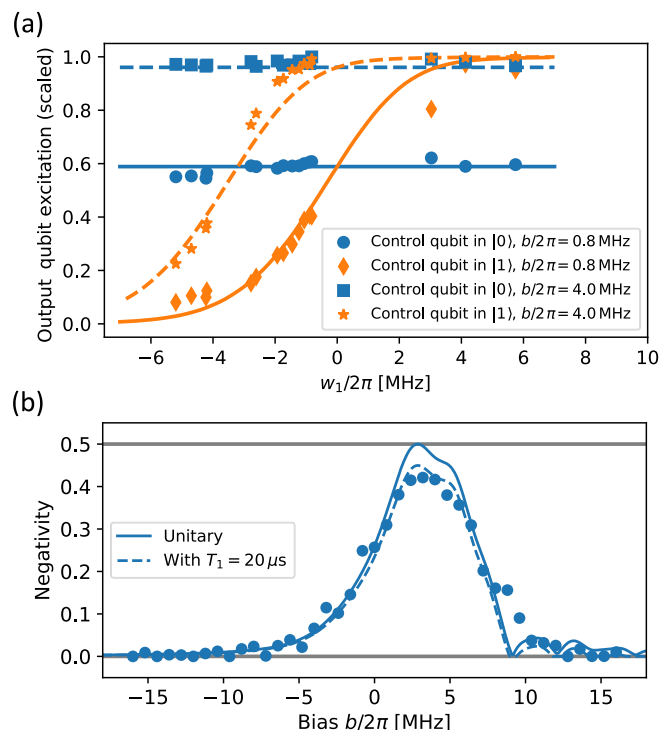 (a)
Output qubit excitation (scaled)
1.0
0.8
0.6
0.4
0.2
0.0
Control qubit in |0⟩, b/2π = 0.8 MHz
Control qubit in |1⟩, b/2π = 0.8 MHz
Control qubit in |0⟩, b/2π = 4.0 MHz
Control qubit in |1⟩, b/2π = 4.0 MHz
−6 −4 −2 0 2 4 6 8 10
w₁/2π [MHz]
(b)
Negativity
0.5
0.4
0.3
0.2
0.1
0.0
Unitary
With T₁ = 20 μs
−15 −10 −5 0 5 10 15
Bias b/2π [MHz]